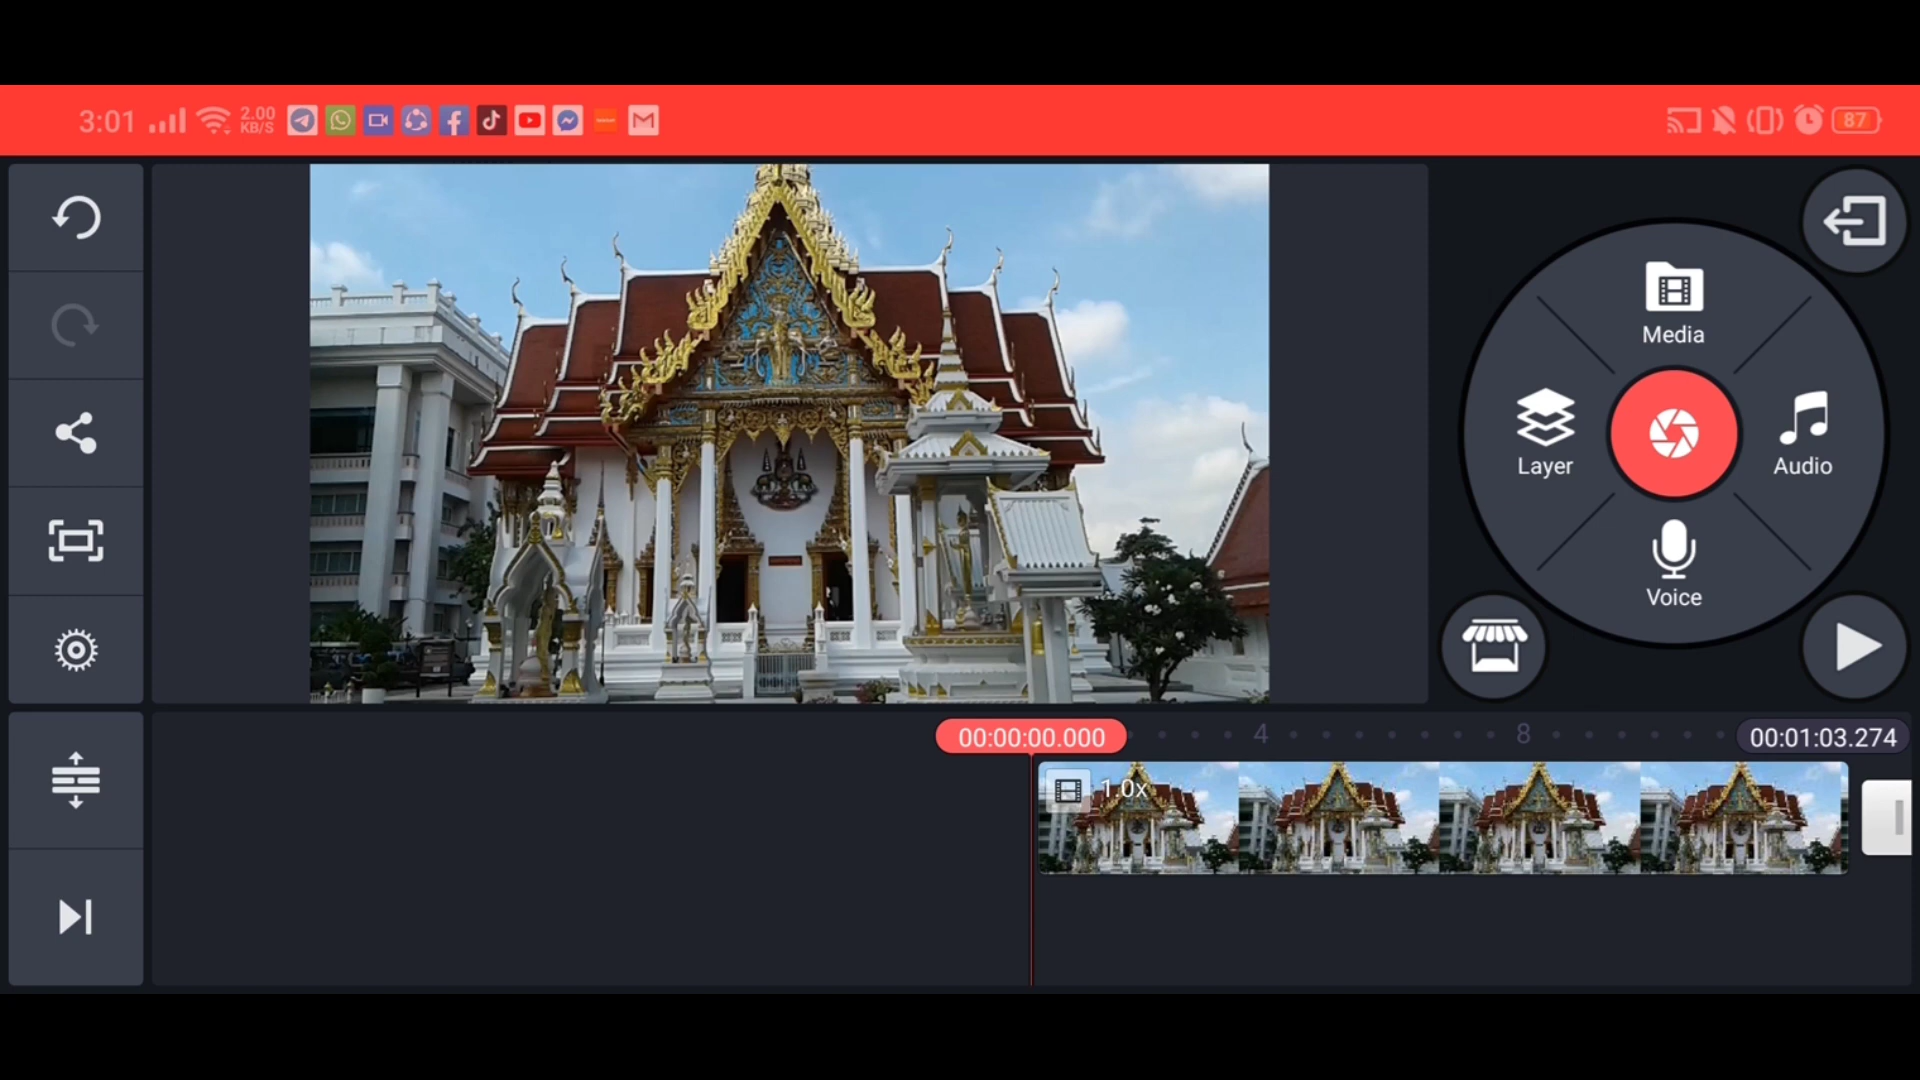 3:01 2.00 KB/S 87
Media
Layer
Audio
Voice
00:00:00.000 4 8 00:01:03.274
1.0x